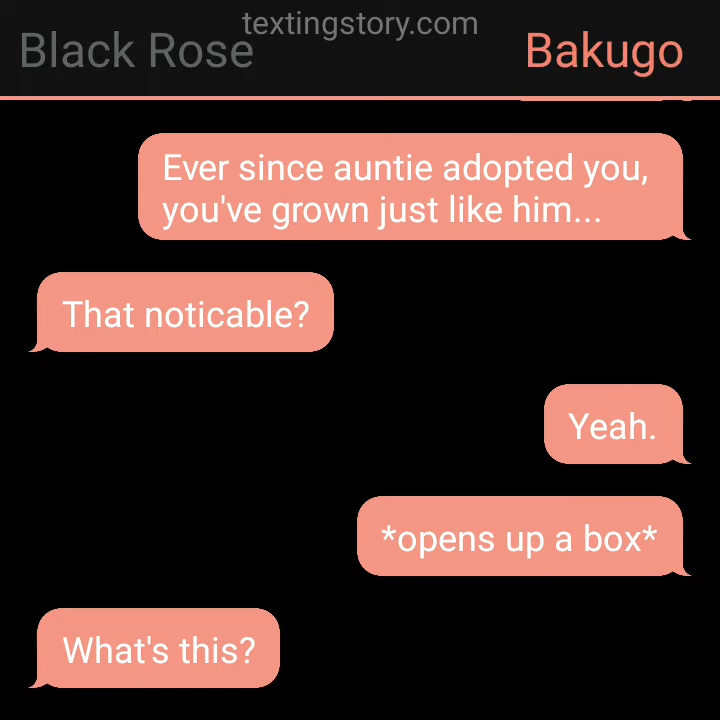 textingstory.com
Black Rose
Bakugo
Ever since auntie adopted you,
you've grown just like him...
That noticable?
Yeah.
*opens up a box*
What's this?